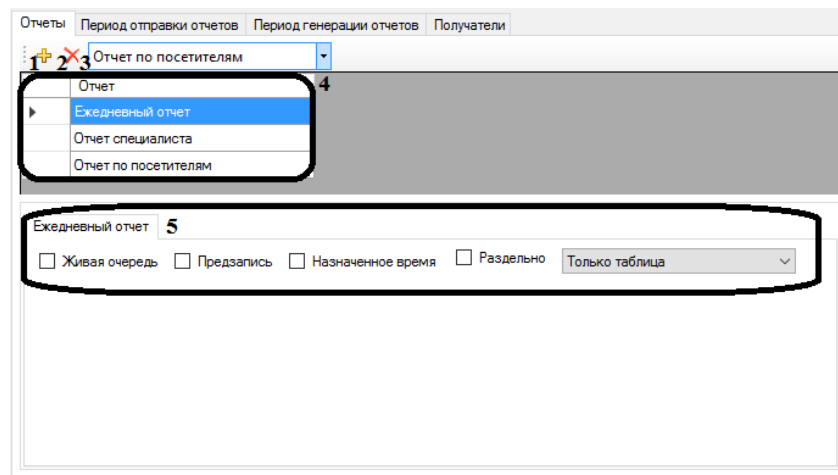 Отчеты Период отправки отчетов Период генерации отчетов Получатели
1 2 3 Отчет по посетителям
Отчет 4
Ежедневный отчет
Отчет специалиста
Отчет по посетителям
Ежедневный отчет 5
Живая очередь Предзапись Назначенное время Раздельно Только таблица